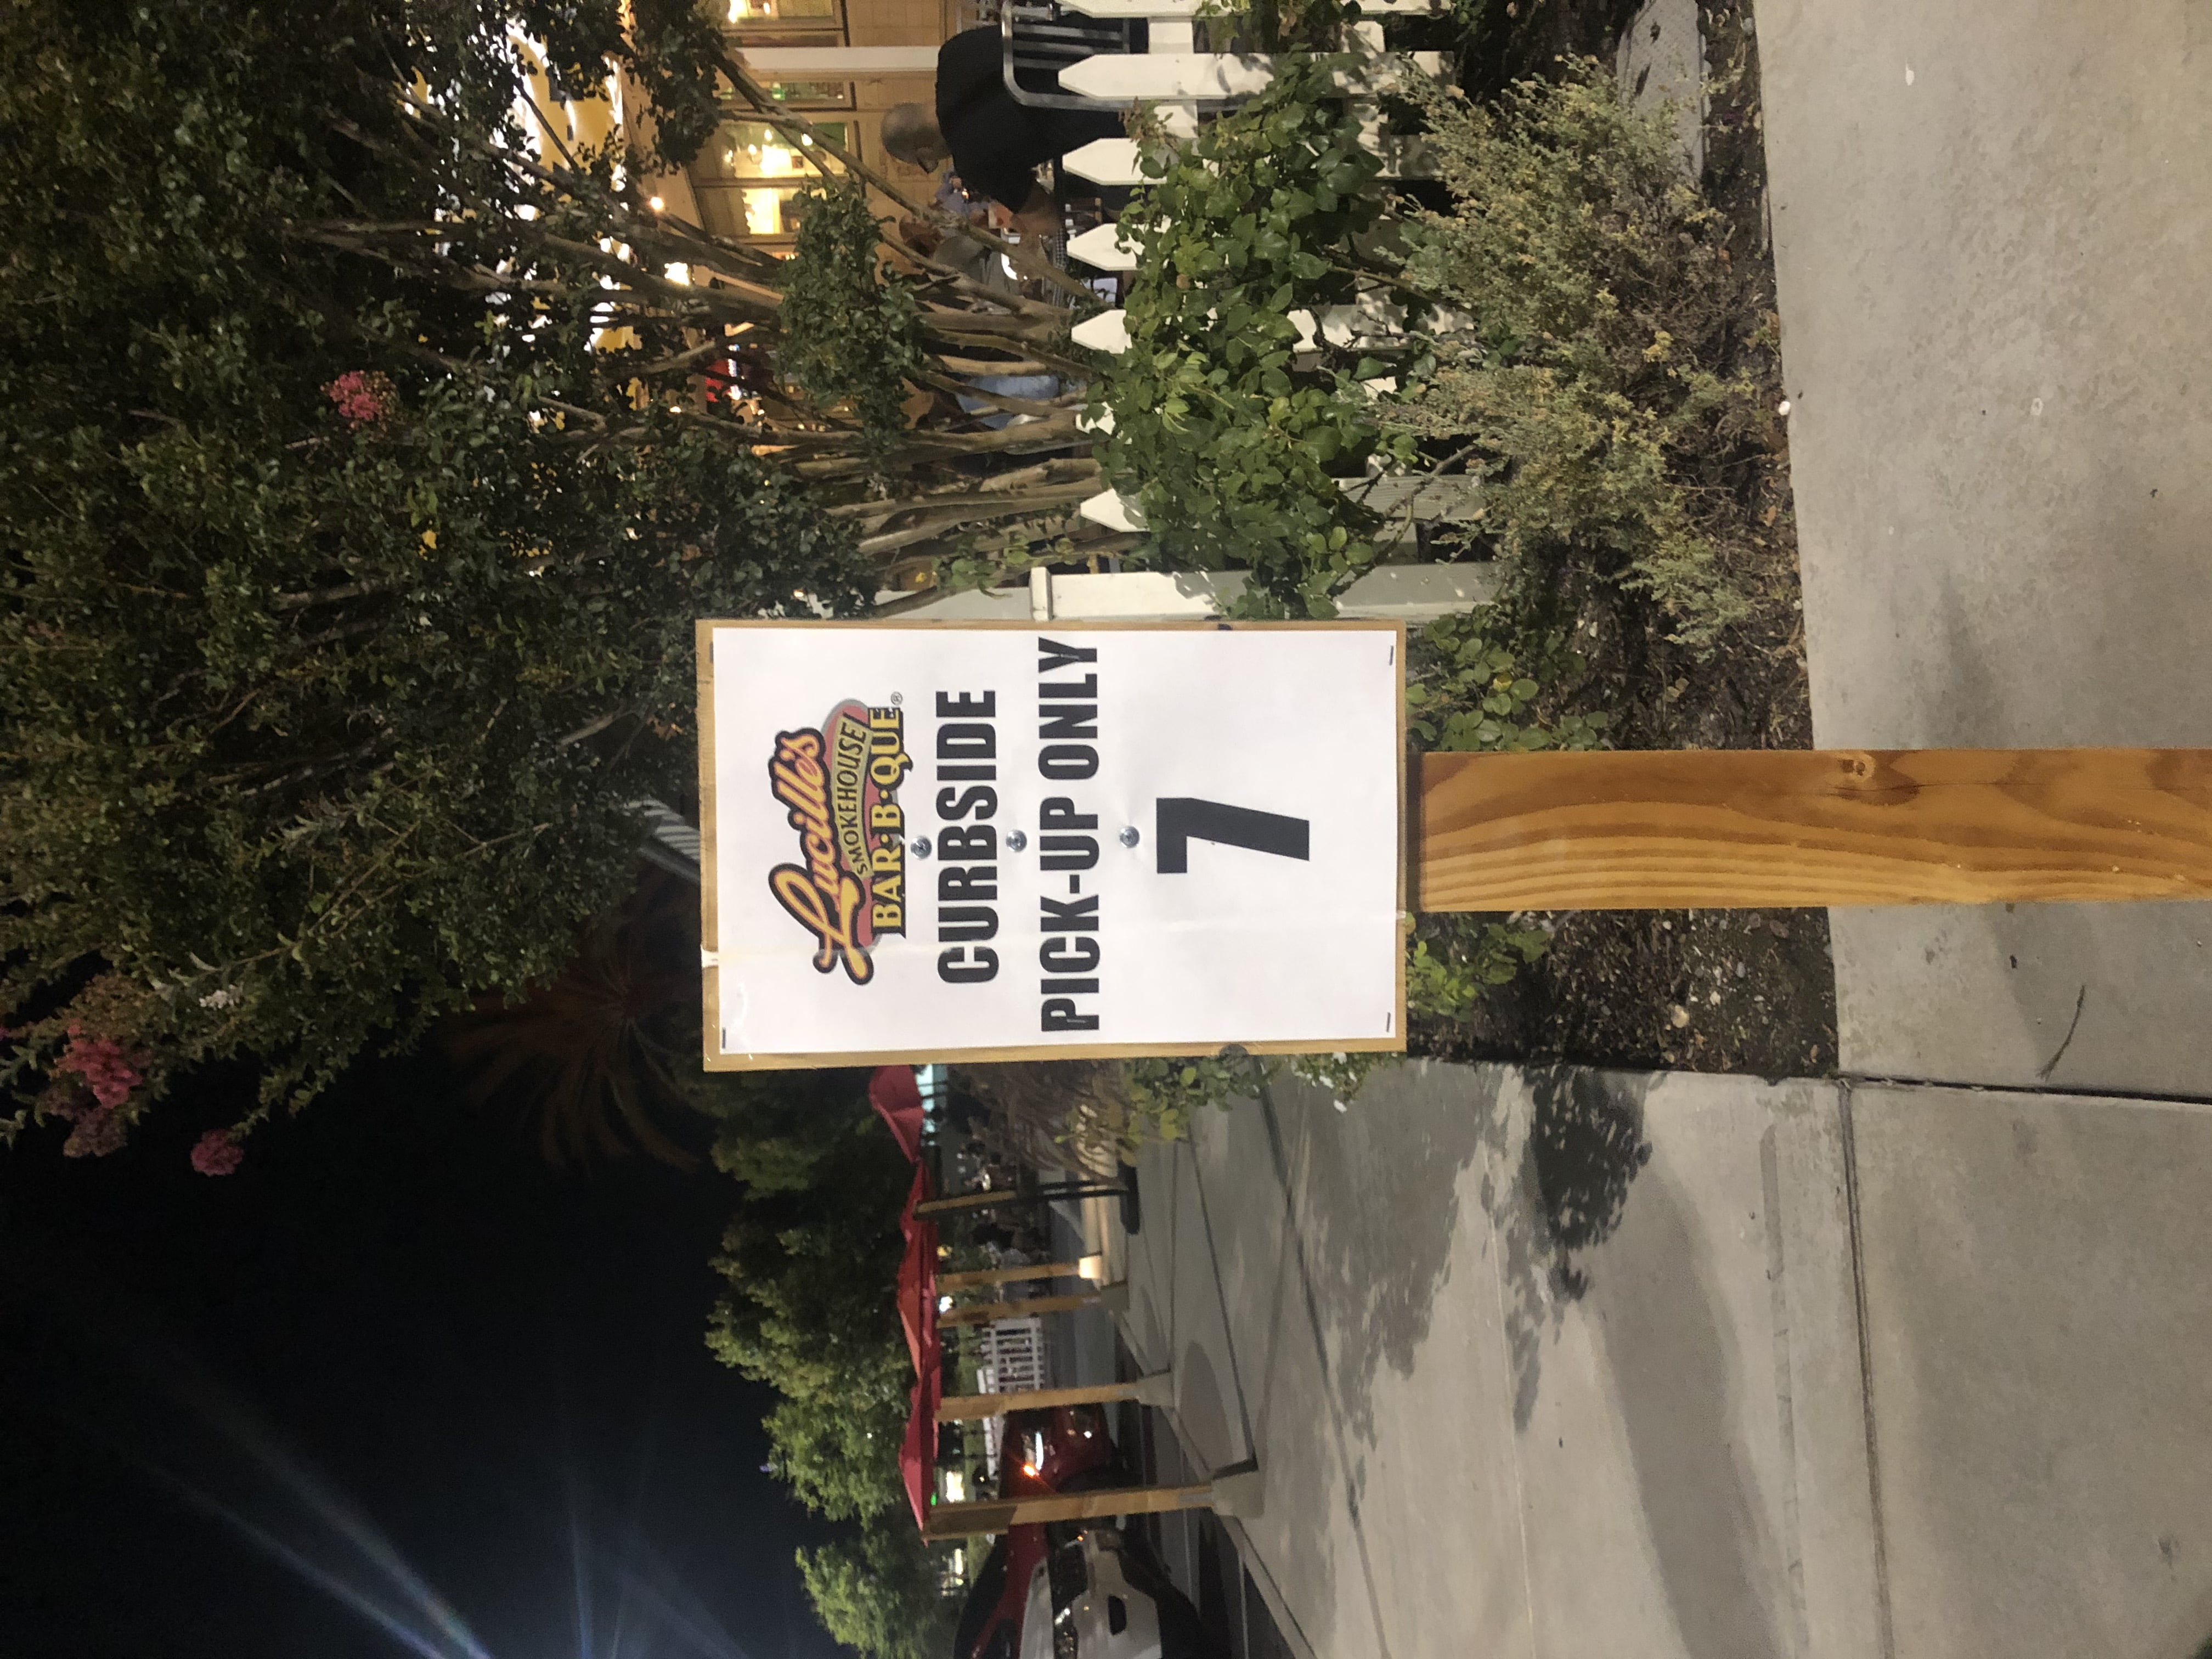 Lucille's
SMOKEHOUSE
BAR·B·QUE®
CURBSIDE
PICK-UP ONLY
7